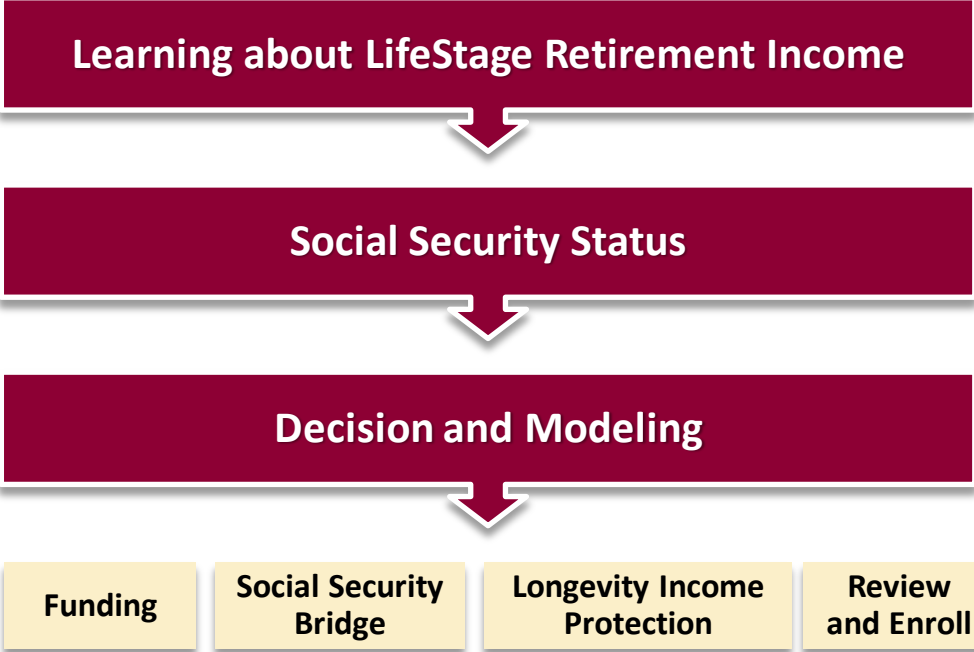 Learning about LifeStage Retirement Income
Social Security Status
Decision and Modeling
Funding
Social Security
Bridge
Longevity Income
Protection
Review
and Enroll